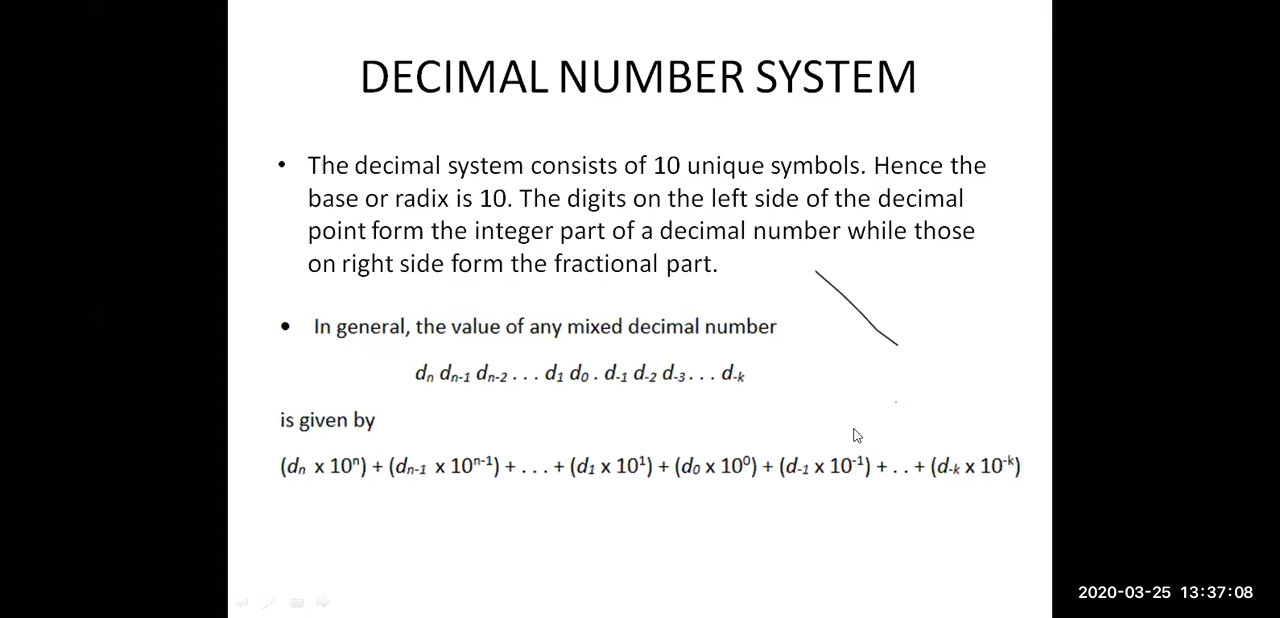 DECIMAL NUMBER SYSTEM
• The decimal system consists of 10 unique symbols. Hence the
base or radix is 10. The digits on the left side of the decimal
point form the integer part of a decimal number while those
on right side form the fractional part.
• In general, the value of any mixed decimal number
dₙ dₙ₋₁ dₙ₋₂ . . . d₁ d₀ . d₋₁ d₋₂ d₋₃ . . . d₋ₖ
is given by
(dₙ x 10ⁿ) + (dₙ₋₁ x 10ⁿ⁻¹) + . . . + (d₁ x 10¹) + (d₀ x 10⁰) + (d₋₁ x 10⁻¹) + . . + (d₋ₖ x 10⁻ᵏ)
2020-03-25 13:37:08